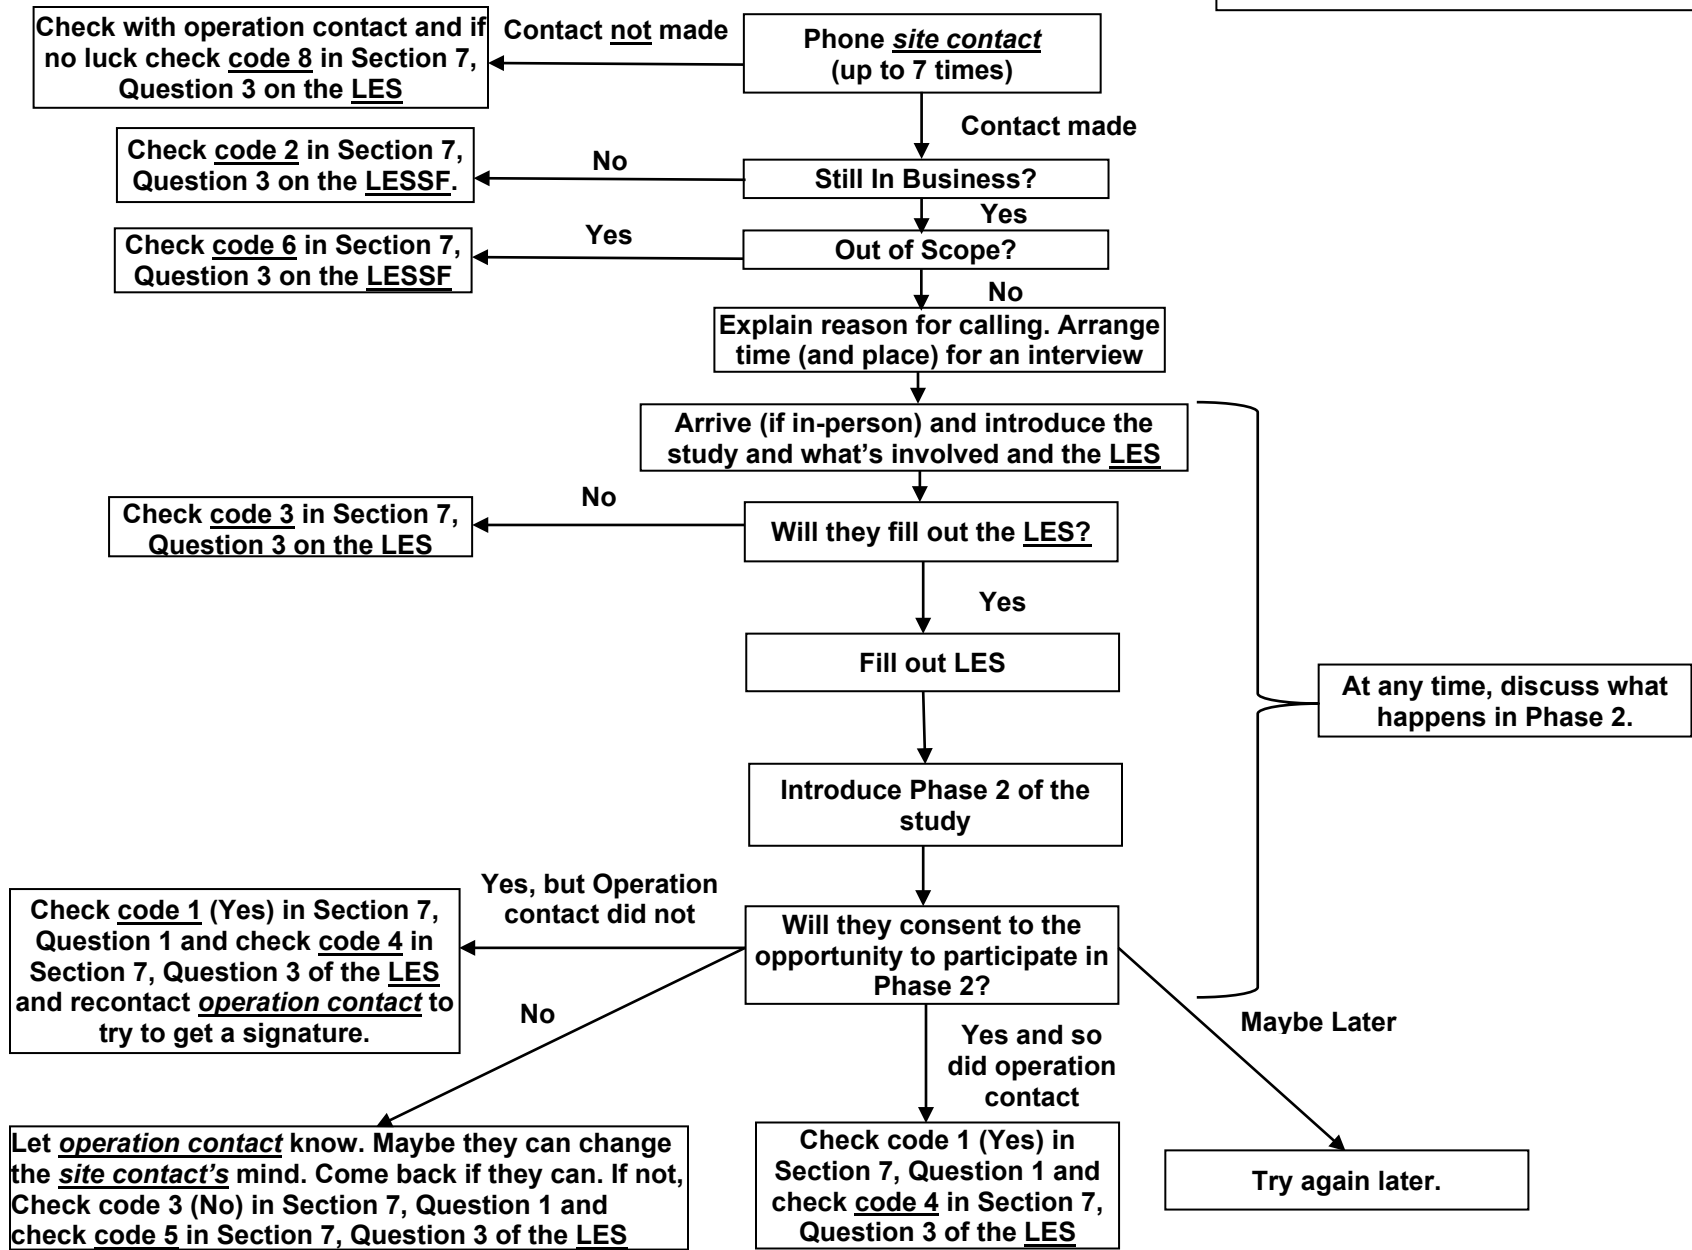 Check with operation contact and if
no luck check code 8 in Section 7,
Question 3 on the LES
Contact not made
Phone site contact
(up to 7 times)
Contact made
Check code 2 in Section 7,
Question 3 on the LESSF.
No
Still In Business?
Yes
Check code 6 in Section 7,
Question 3 on the LESSF
Yes
Out of Scope?
No
Explain reason for calling. Arrange
time (and place) for an interview
Arrive (if in-person) and introduce the
study and what's involved and the LES
Check code 3 in Section 7,
Question 3 on the LES
No
Will they fill out the LES?
Yes
Fill out LES
At any time, discuss what
happens in Phase 2.
Introduce Phase 2 of the
study
Yes, but Operation
contact did not
Check code 1 (Yes) in Section 7,
Question 1 and check code 4 in
Section 7, Question 3 of the LES
and recontact operation contact to
try to get a signature.
Will they consent to the
opportunity to participate in
Phase 2?
No
Yes and so
did operation
contact
Maybe Later
Let operation contact know. Maybe they can change
the site contact's mind. Come back if they can. If not,
Check code 3 (No) in Section 7, Question 1 and
check code 5 in Section 7, Question 3 of the LES
Check code 1 (Yes) in
Section 7, Question 1 and
check code 4 in Section 7,
Question 3 of the LES
Try again later.